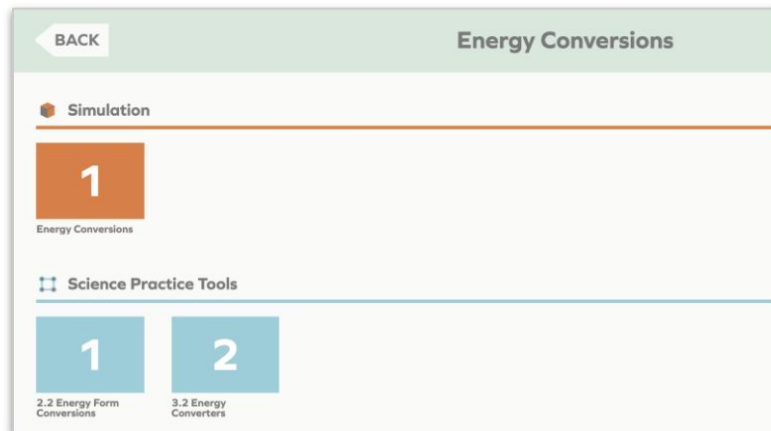 BACK
Energy Conversions
Simulation
1
Energy Conversions
Science Practice Tools
1
2
2.2 Energy Form
Conversions
3.2 Energy
Converters